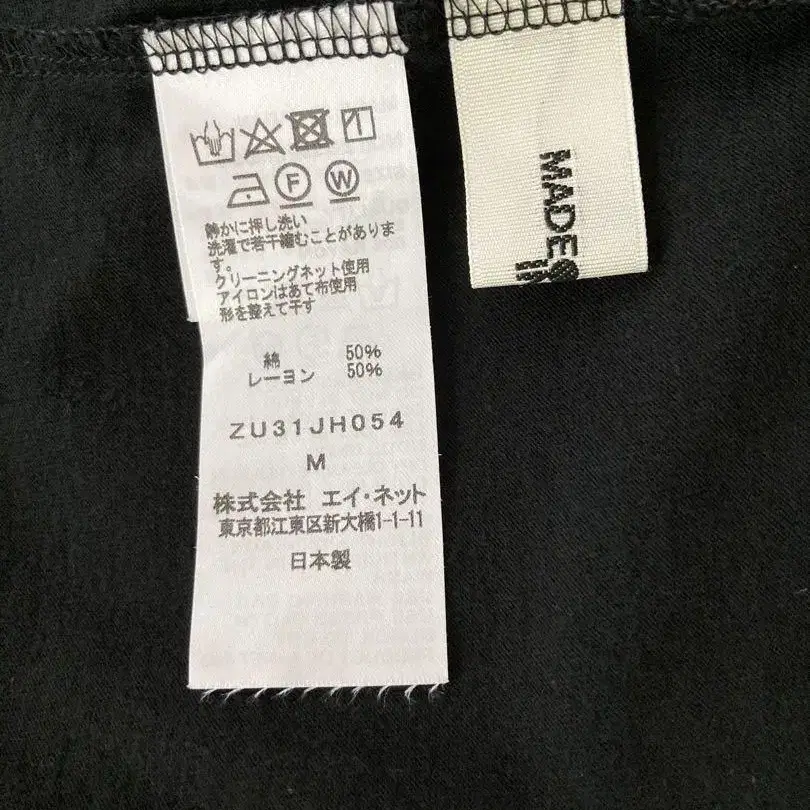 F W
静かに押し洗い
洗濯で若干縮むことがありま
す。
クリーニングネット使用
アイロンはあて布使用
形を整えて干す
綿 50%
レーヨン 50%
ZU31JH054
M
株式会社 エイ・ネット
東京都江東区新大橋1-1-11
日本製
MADE
IN